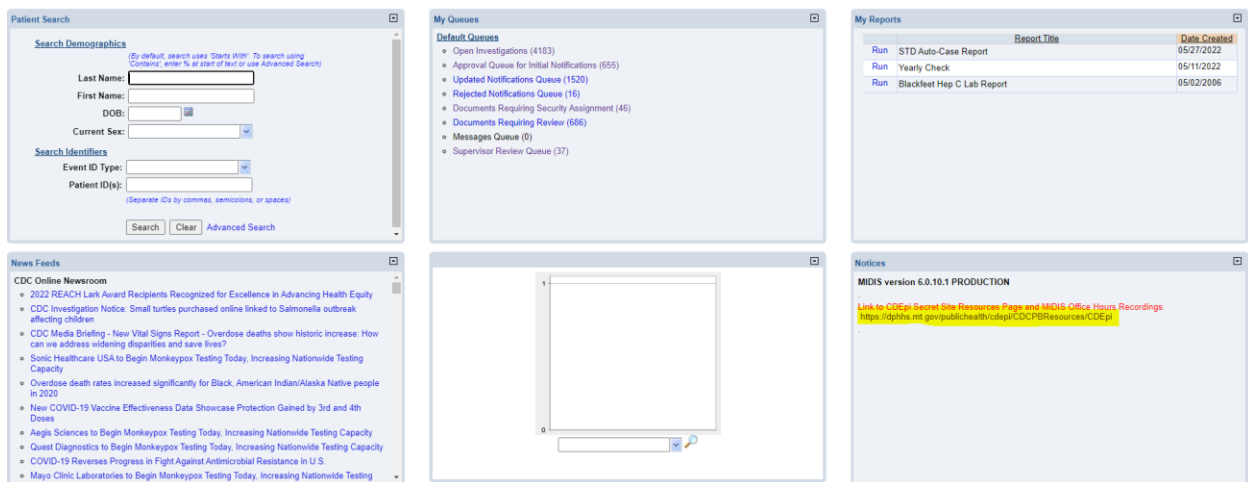 Patient Search
Search Demographics
(By default, search uses 'Starts With'. To search using
'Contains', enter % at start of text or use Advanced Search)
Last Name:
First Name:
DOB:
Current Sex:
Search Identifiers
Event ID Type:
Patient ID(s):
(Separate IDs by commas, semicolons, or spaces)
Search Clear Advanced Search
My Queues
Default Queues
Open Investigations (4183)
Approval Queue for Initial Notifications (655)
Updated Notifications Queue (1520)
Rejected Notifications Queue (16)
Documents Requiring Security Assignment (46)
Documents Requiring Review (686)
Messages Queue (0)
Supervisor Review Queue (37)
My Reports
Report Title Date Created
Run STD Auto-Case Report 05/27/2022
Run Yearly Check 05/11/2022
Run Blackfeet Hep C Lab Report 05/02/2006
News Feeds
CDC Online Newsroom
2022 REACH Lark Award Recipients Recognized for Excellence in Advancing Health Equity
CDC Investigation Notice: Small turtles purchased online linked to Salmonella outbreak
affecting children
CDC Media Briefing - New Vital Signs Report - Overdose deaths show historic increase: How
can we address widening disparities and save lives?
Sonic Healthcare USA to Begin Monkeypox Testing Today, Increasing Nationwide Testing
Capacity
Overdose death rates increased significantly for Black, American Indian/Alaska Native people
in 2020
New COVID-19 Vaccine Effectiveness Data Showcase Protection Gained by 3rd and 4th
Doses
Aegis Sciences to Begin Monkeypox Testing Today, Increasing Nationwide Testing Capacity
Quest Diagnostics to Begin Monkeypox Testing Today, Increasing Nationwide Testing Capacity
COVID-19 Reverses Progress in Fight Against Antimicrobial Resistance in U.S.
Mayo Clinic Laboratories to Begin Monkeypox Testing Today, Increasing Nationwide Testing
1
0
Notices
MIDIS version 6.0.10.1 PRODUCTION
.
Link to CDEpi Secret Site Resources Page and MIDIS Office Hours Recordings:
https://dphhs.mt.gov/publichealth/cdepi/CDCPBResources/CDEpi
.